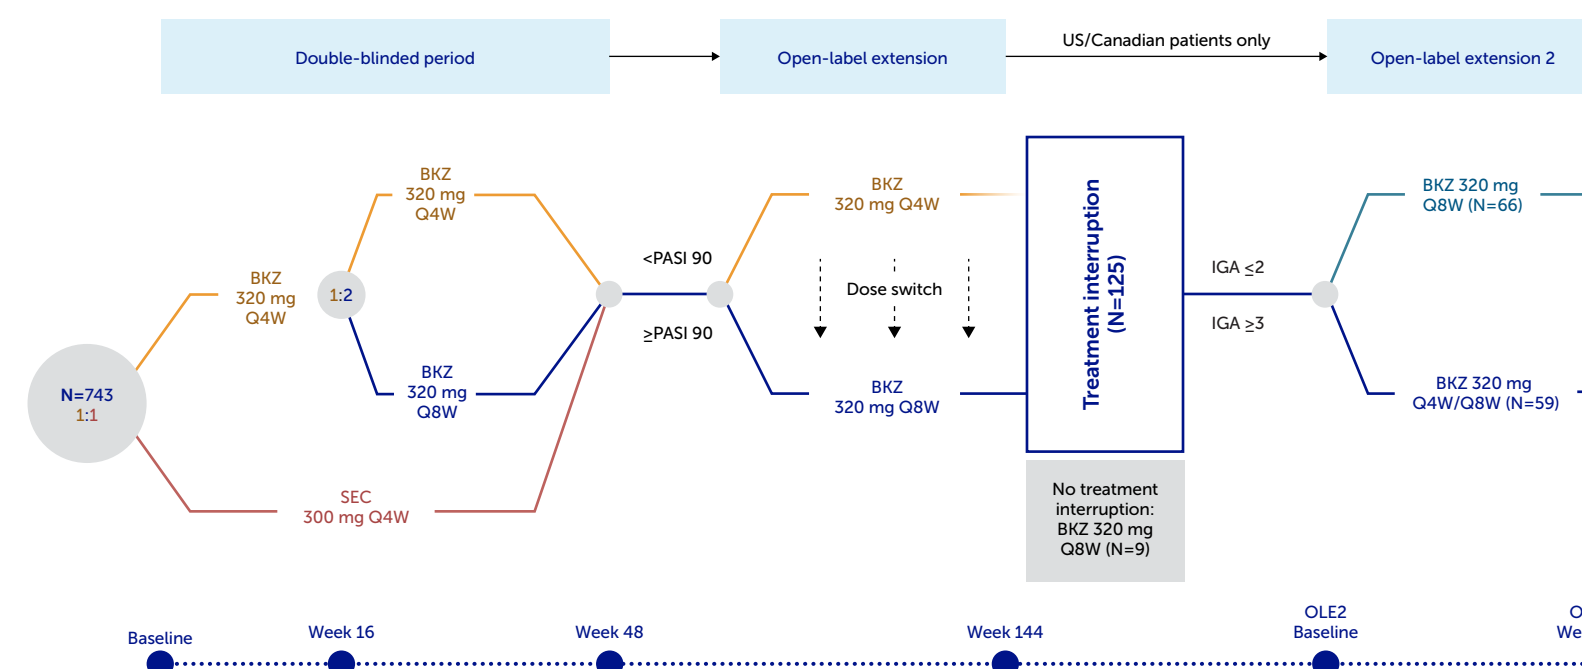 Double-blinded period
Open-label extension
US/Canadian patients only
Open-label extension 2
BKZ
320 mg
Q4W
BKZ
320 mg
Q4W
1:2
BKZ
320 mg
Q8W
N=743
1:1
SEC
300 mg Q4W
<PASI 90
≥PASI 90
BKZ
320 mg Q4W
Dose switch
BKZ
320 mg Q8W
Treatment interruption
(N=125)
No treatment
interruption:
BKZ 320 mg
Q8W (N=9)
IGA ≤2
IGA ≥3
BKZ 320 mg
Q8W (N=66)
BKZ 320 mg
Q4W/Q8W (N=59)
Baseline
Week 16
Week 48
Week 144
OLE2
Baseline